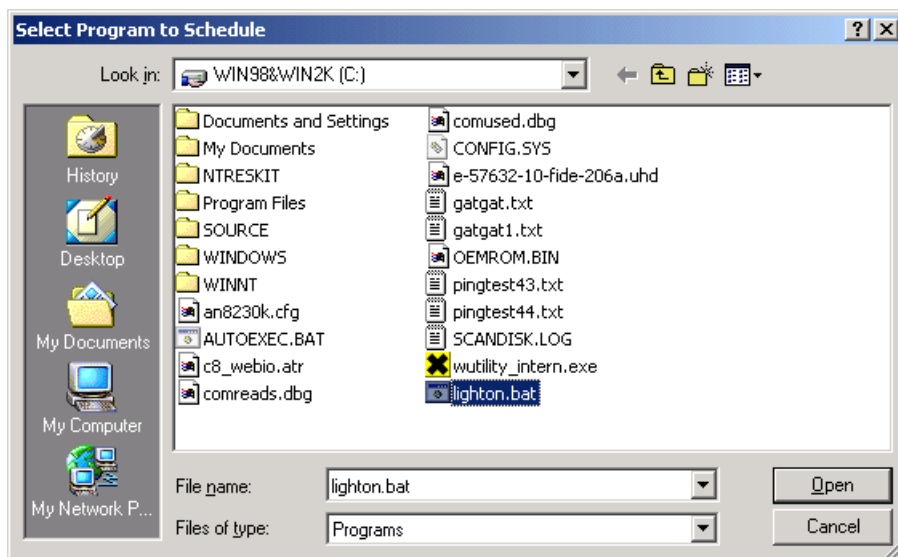 Select Program to Schedule
Look in: WIN98&WIN2K (C:)
History
Desktop
My Documents
My Computer
My Network P...
Documents and Settings
My Documents
NTRESKIT
Program Files
SOURCE
WINDOWS
WINNT
an8230k.cfg
AUTOEXEC.BAT
c8_webio.atr
comreads.dbg
comused.dbg
CONFIG.SYS
e-57632-10-fide-206a.uhd
gatgat.txt
gatgat1.txt
OEMROM.BIN
pingtest43.txt
pingtest44.txt
SCANDISK.LOG
wutility_intern.exe
lighton.bat
File name: lighton.bat
Open
Files of type: Programs
Cancel